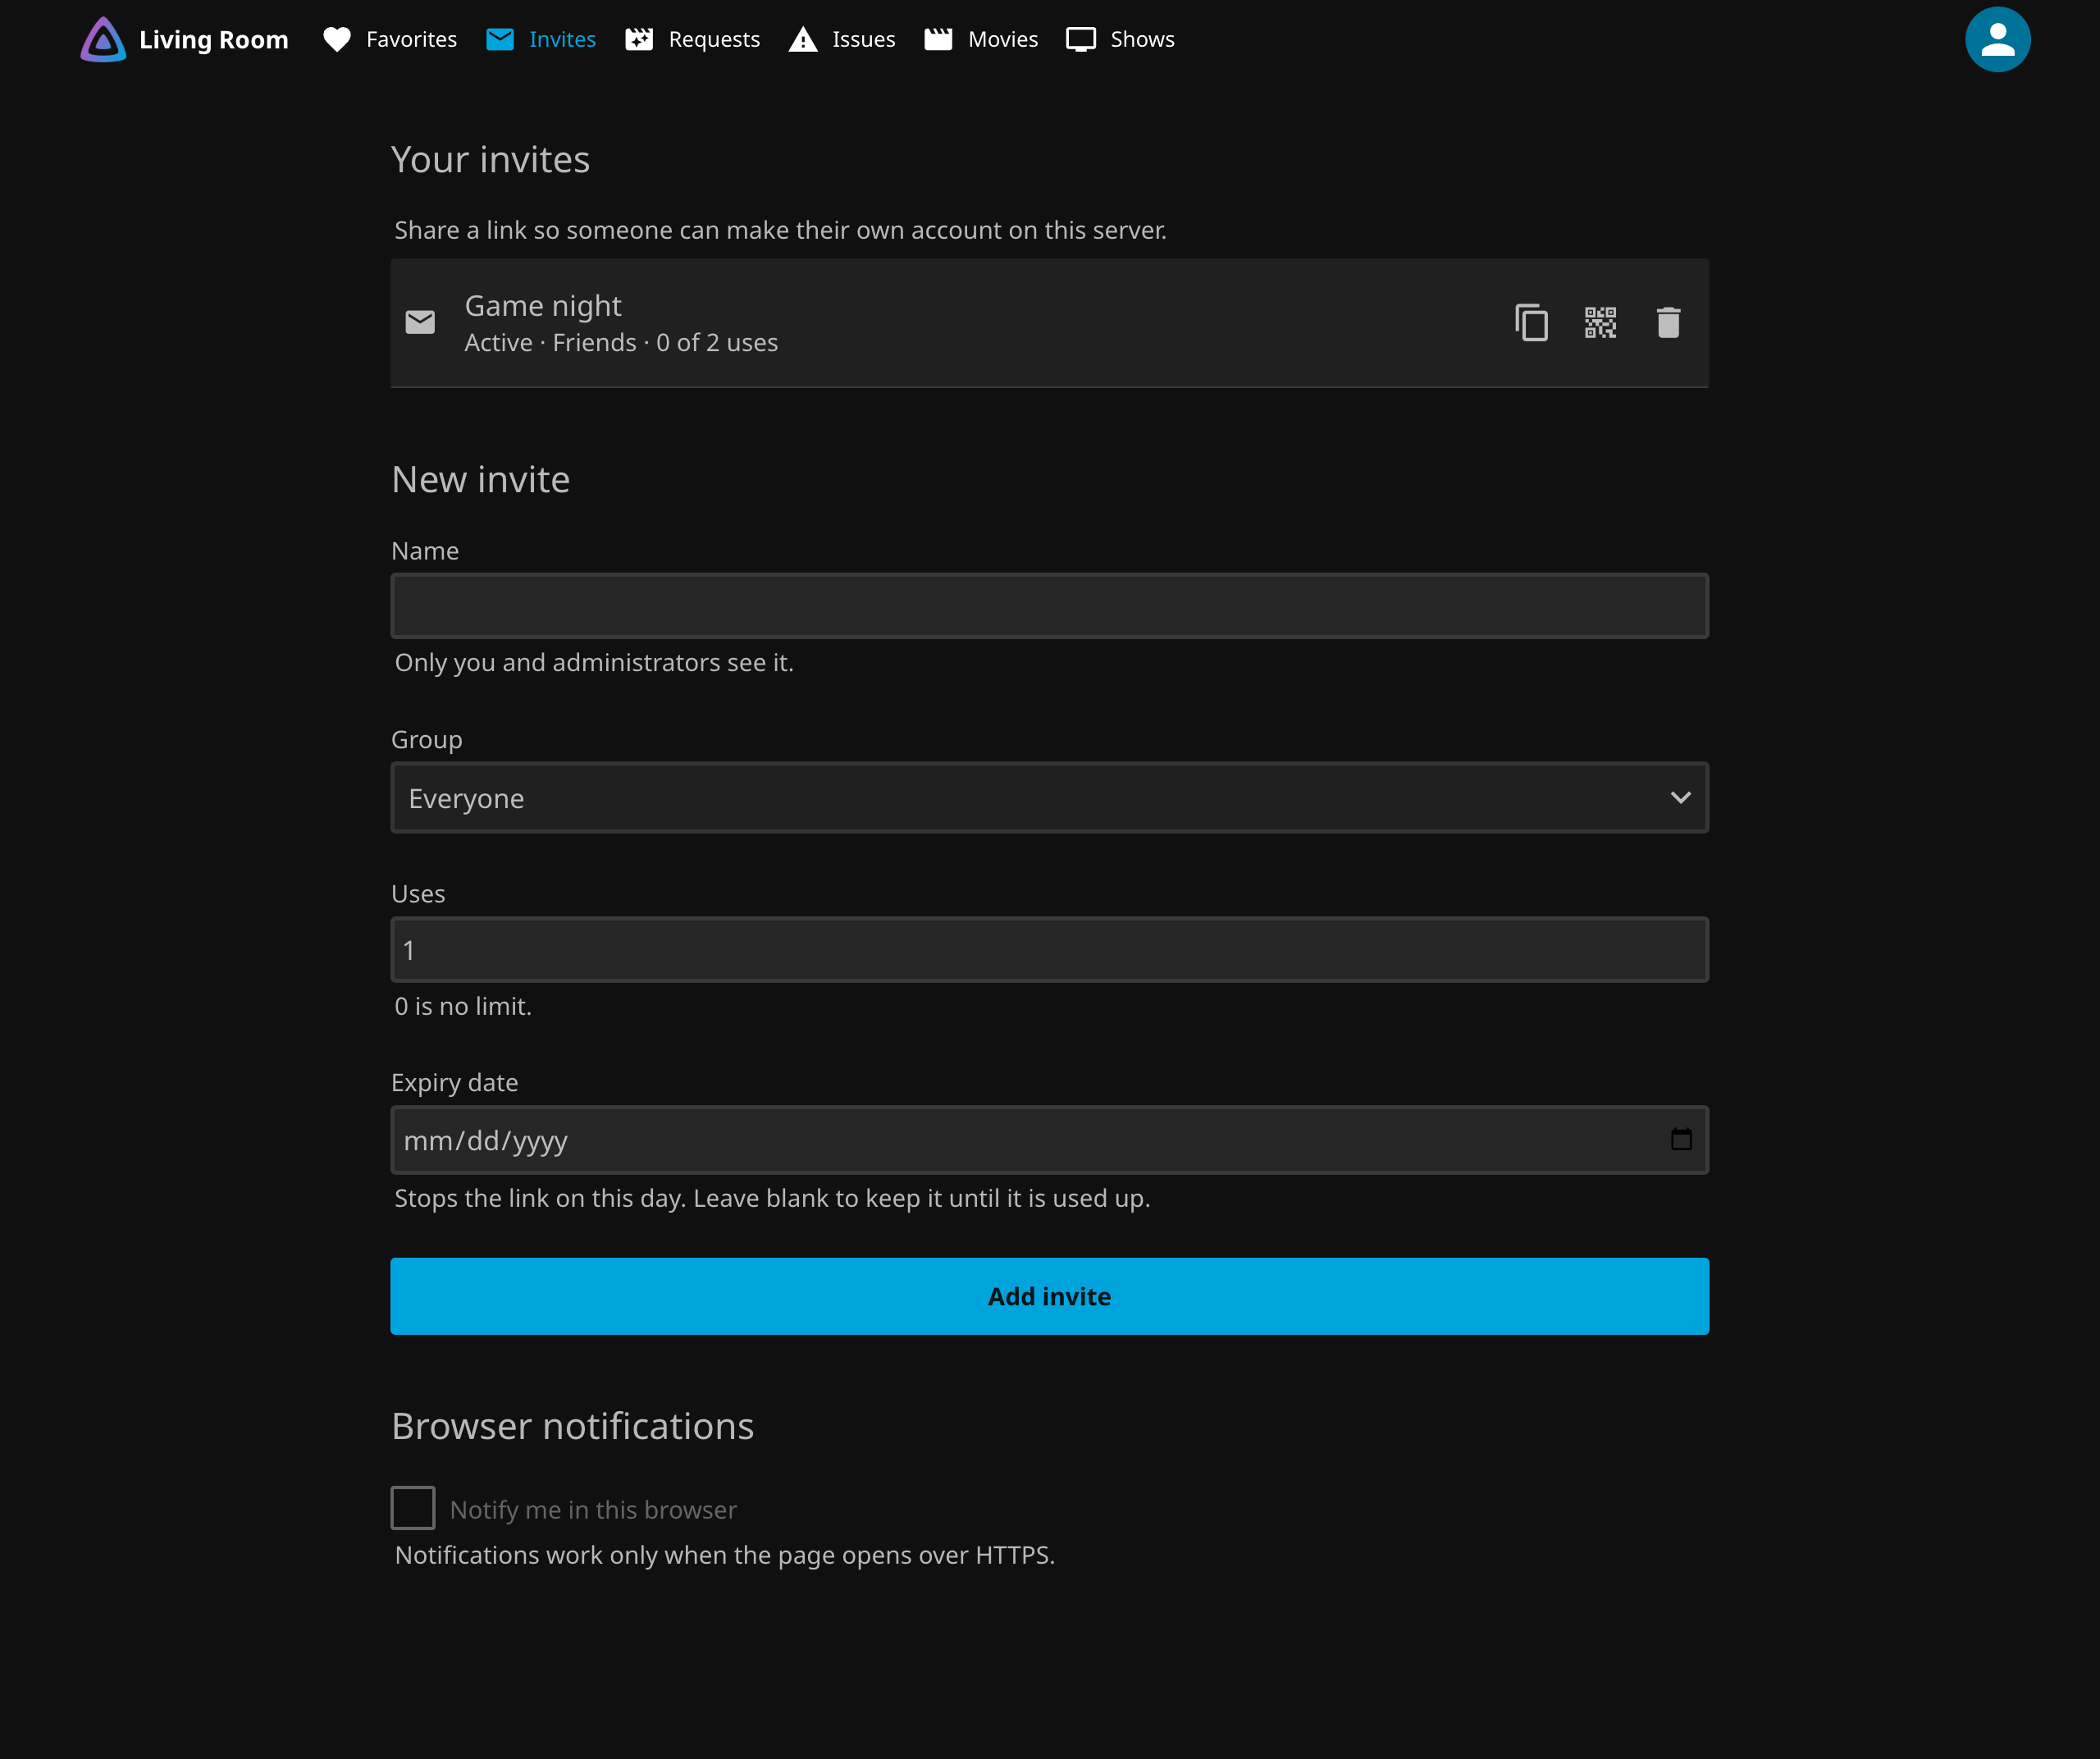 Living Room
Favorites
Invites
Requests
Issues
Movies
Shows
Your invites
Share a link so someone can make their own account on this server.
Game night
Active · Friends · 0 of 2 uses
New invite
Name
Only you and administrators see it.
Group
Everyone
Uses
1
0 is no limit.
Expiry date
mm/dd/yyyy
Stops the link on this day. Leave blank to keep it until it is used up.
Add invite
Browser notifications
Notify me in this browser
Notifications work only when the page opens over HTTPS.